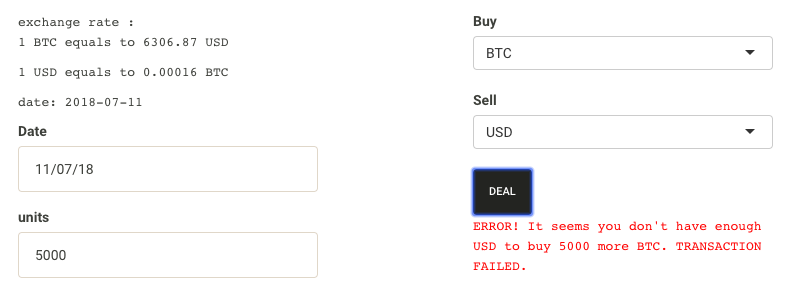 exchange rate :
1 BTC equals to 6306.87 USD
1 USD equals to 0.00016 BTC
date: 2018-07-11
Date
11/07/18
units
5000
Buy
BTC
Sell
USD
DEAL
ERROR! It seems you don't have enough
USD to buy 5000 more BTC. TRANSACTION
FAILED.